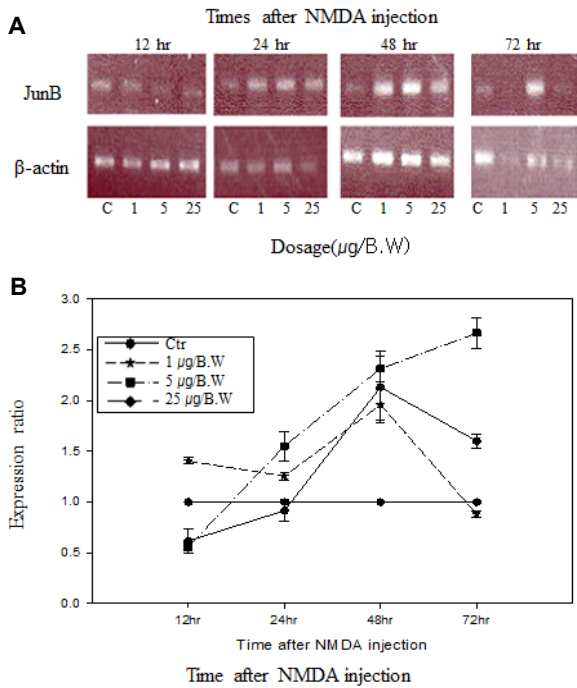 A
Times after NMDA injection
12 hr 24 hr 48 hr 72 hr
JunB
β-actin
C 1 5 25 C 1 5 25 C 1 5 25 C 1 5 25
Dosage(μg/B.W)
B
3.0
2.5
2.0
1.5
1.0
0.5
0.0
Expression ratio
Ctr
1 μg/B.W
5 μg/B.W
25 μg/B.W
12hr 24hr 48hr 72hr
Time after NMDA injection
Time after NMDA injection